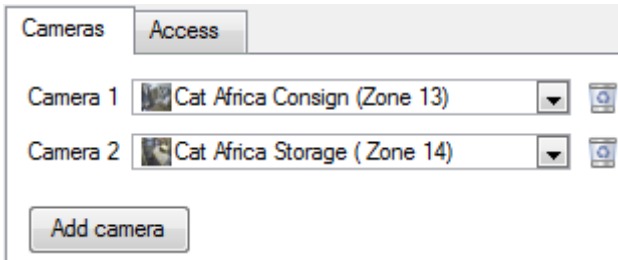 Cameras Access
Camera 1 Cat Africa Consign (Zone 13)
Camera 2 Cat Africa Storage ( Zone 14)
Add camera